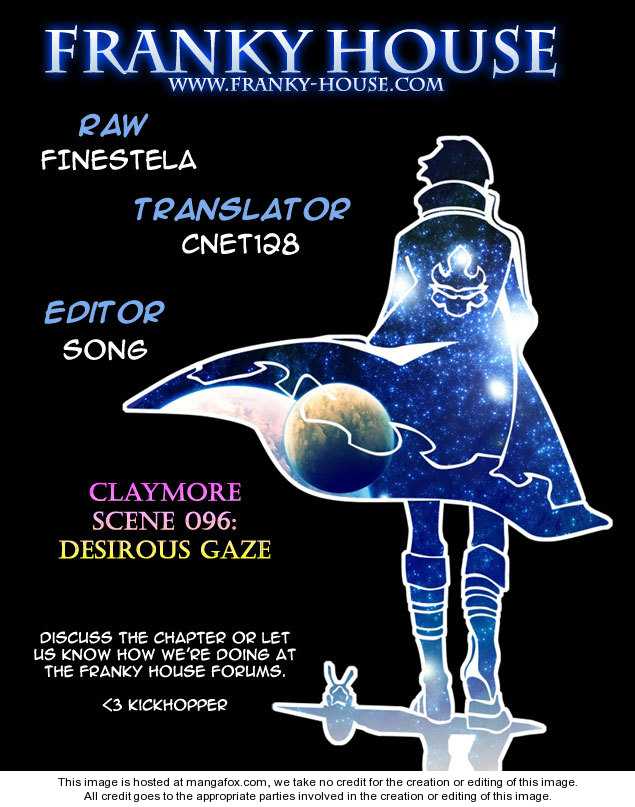 FRANKY HOUSE
WWW.FRANKY-HOUSE.COM
RAW
FINESTELA
TRANSLATOR
CNET128
EDITOR
SONG
CLAYMORE
SCENE 096:
DESIROUS GAZE
DISCUSS THE CHAPTER OR LET
US KNOW HOW WE'RE DOING AT
THE FRANKY HOUSE FORUMS.
<3 KICKHOPPER
This image is hosted at mangafox.com, we take no credit for the creation or editing of this image.
All credit goes to the appropriate parties involved in the creation or editing of this image.